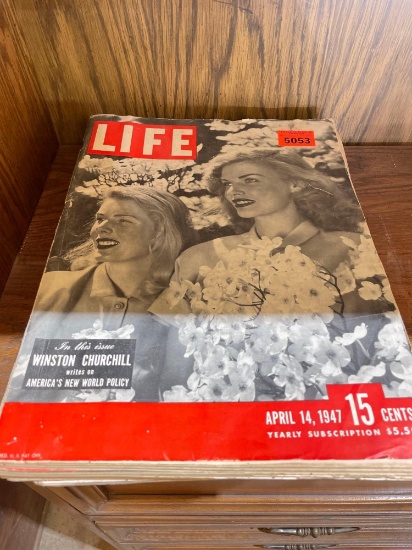 LIFE
5053
In this issue
WINSTON CHURCHILL
writes on
AMERICA'S NEW WORLD POLICY
APRIL 14, 1947 15 CENTS
YEARLY SUBSCRIPTION $5.50